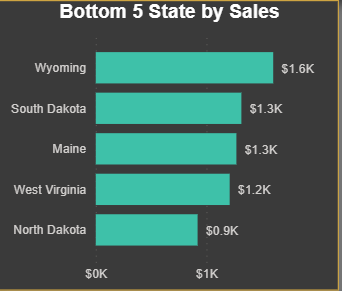 Bottom 5 State by Sales
Wyoming $1.6K
South Dakota $1.3K
Maine $1.3K
West Virginia $1.2K
North Dakota $0.9K
$0K $1K